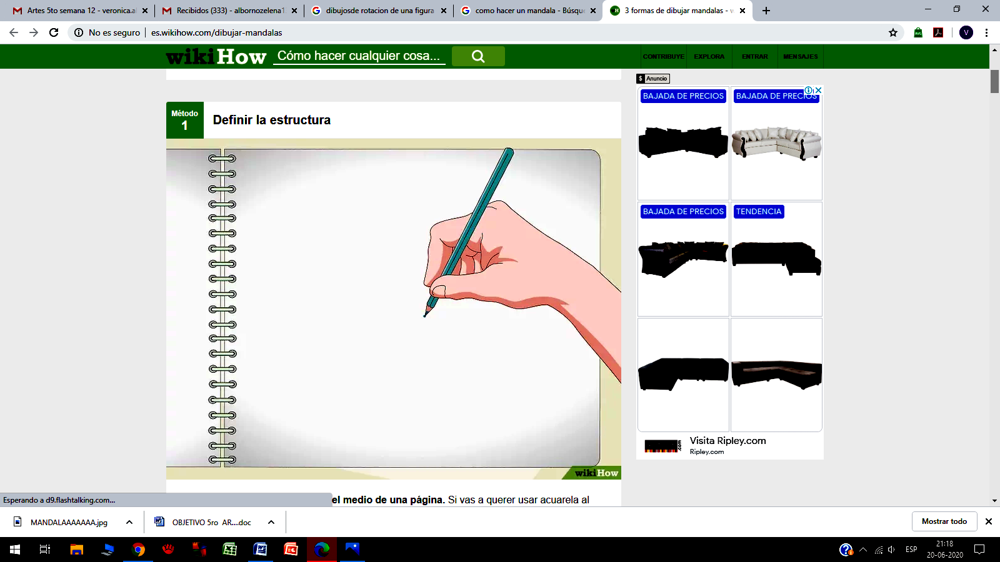 Artes 5to semana 12 - veronica.al
Recibidos (333) - albornozelena1
dibujosde rotacion de una figura
como hacer un mandala - Búsque
3 formas de dibujar mandalas - w
No es seguro
es.wikihow.com/dibujar-mandalas
V
wikiHow
Cómo hacer cualquier cosa...
CONTRIBUYE
EXPLORA
ENTRAR
MENSAJES
$ Anuncio
Método
1
Definir la estructura
BAJADA DE PRECIOS
BAJADA DE PRECIOS
BAJADA DE PRECIOS
TENDENCIA
Visita Ripley.com
Ripley.com
wikiHow
Esperando a d9.flashtalking.com...
el medio de una página. Si vas a querer usar acuarela al
MANDALAAAAAAA.jpg
OBJETIVO 5ro AR....doc
Mostrar todo
ESP
21:18
20-06-2020